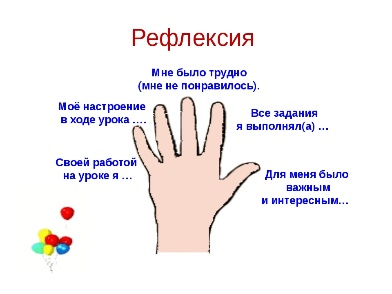 Рефлексия
Мне было трудно
(мне не понравилось).
Моё настроение
в ходе урока ….
Все задания
я выполнял(а) …
Своей работой
на уроке я …
Для меня было
важным
и интересным…